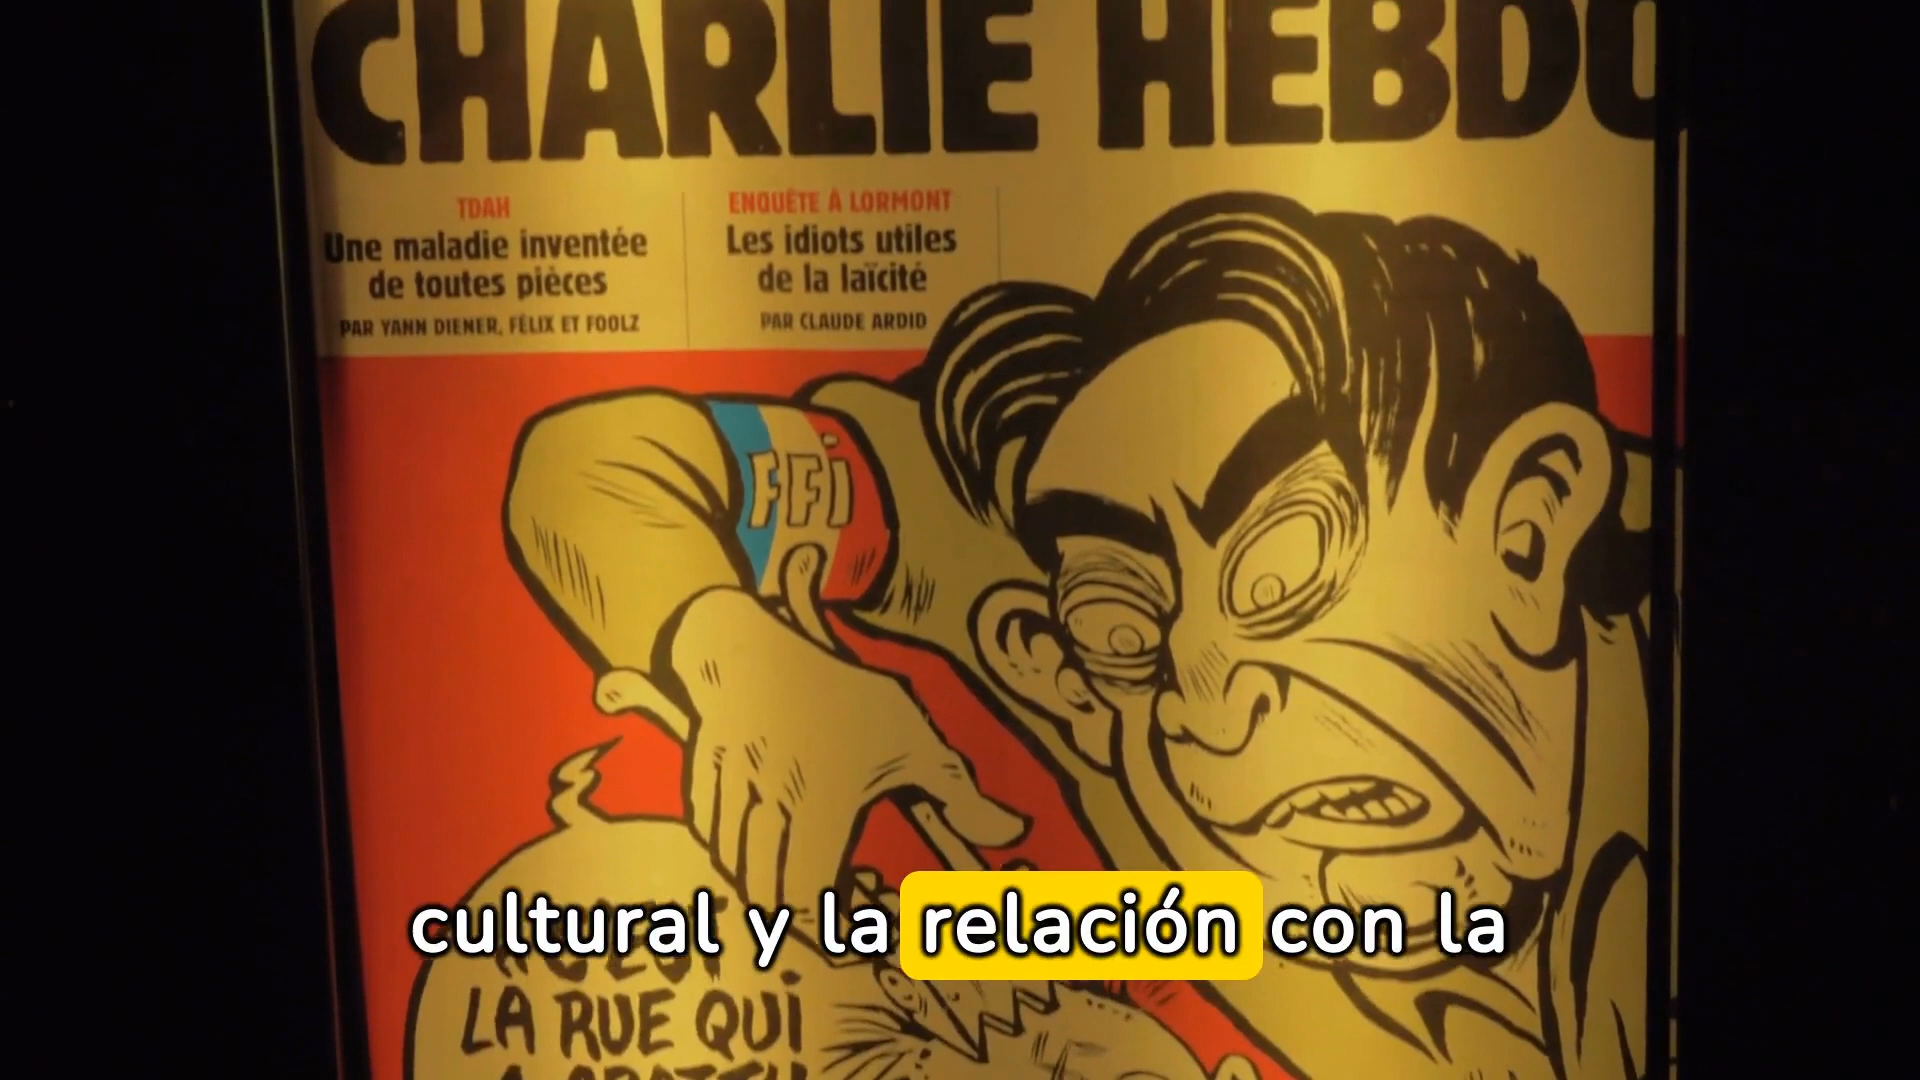 CHARLIE HEBDO
TDAH
Une maladie inventée
de toutes pièces
PAR YANN DIENER, FÉLIX ET FOOLZ
ENQUÊTE À LORMONT
Les idiots utiles
de la laïcité
PAR CLAUDE ARDID
FFi
cultural y la relación con la
LA RUE QUI